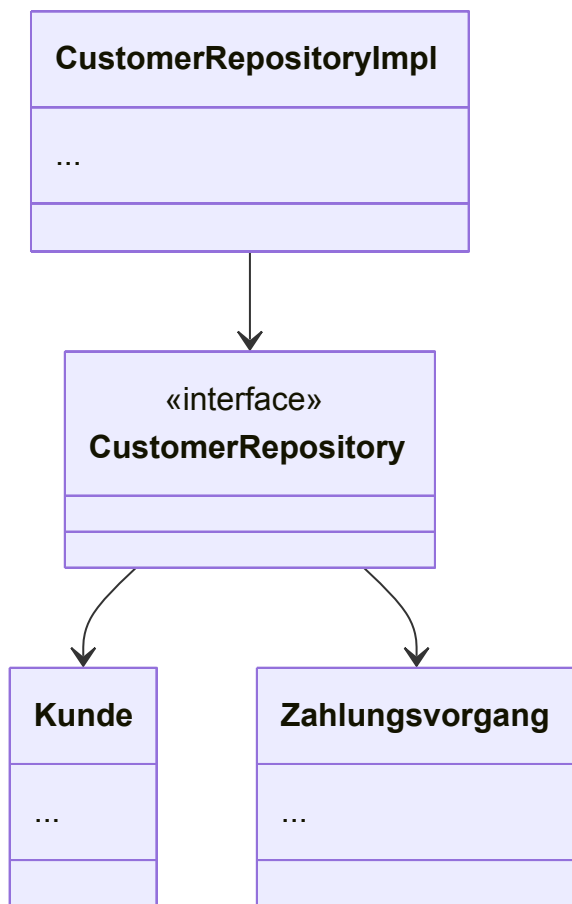 CustomerRepositoryImpl
...
«interface»
CustomerRepository
Kunde
...
Zahlungsvorgang
...